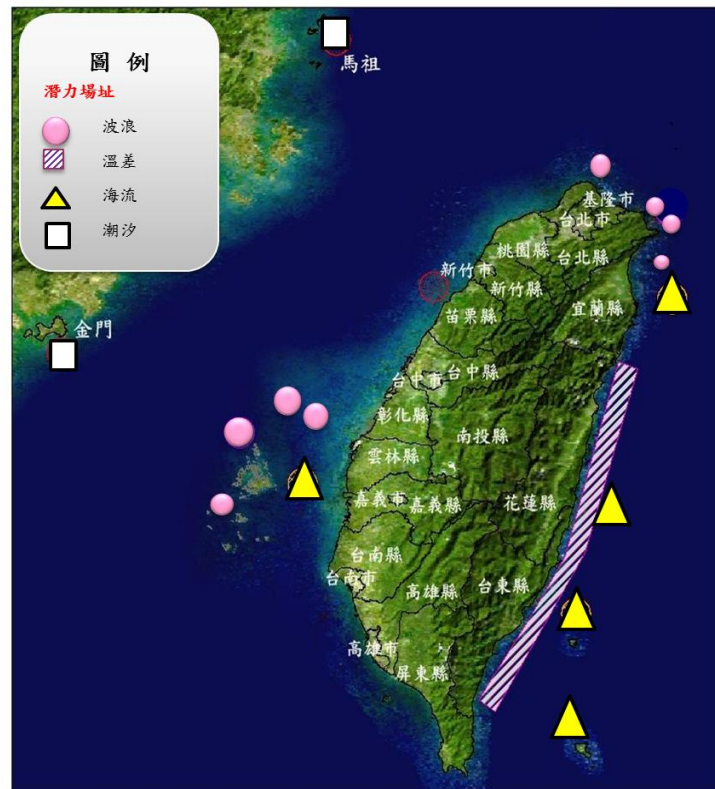 圖 例
潛力場址
波浪
溫差
海流
潮汐
馬祖
金門
基隆市
台北市
桃園縣
台北縣
新竹市
新竹縣
宜蘭縣
苗栗縣
台中市
台中縣
彰化縣
南投縣
雲林縣
花蓮縣
嘉義市
嘉義縣
台南縣
台南市
高雄縣
台東縣
高雄市
屏東縣